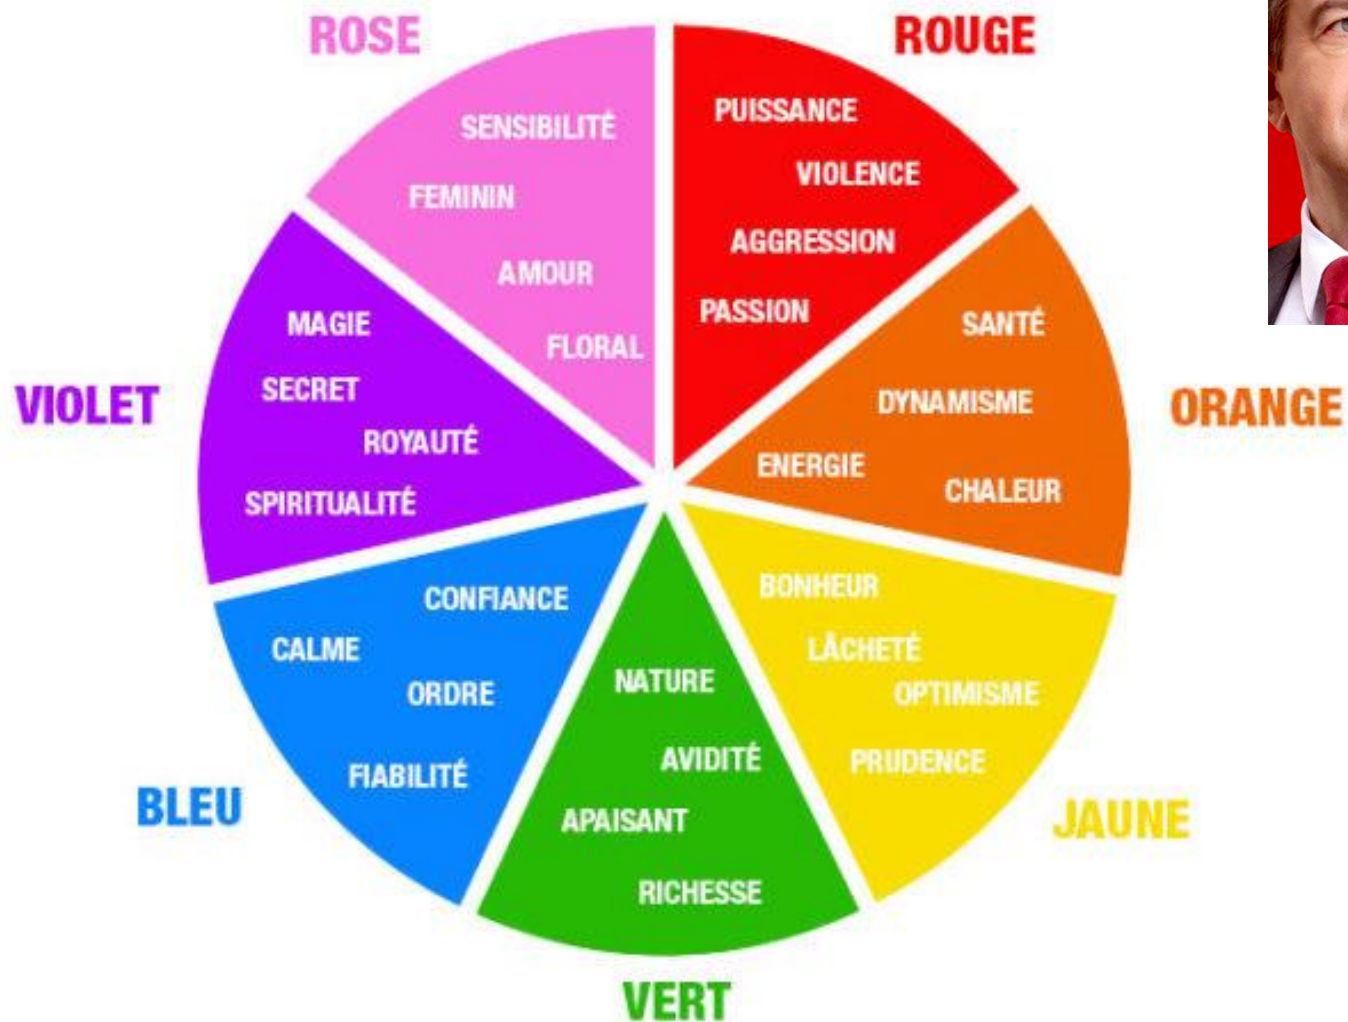 ROSE
ROUGE
SENSIBILITÉ
FEMININ
AMOUR
FLORAL
PUISSANCE
VIOLENCE
AGGRESSION
PASSION
SANTÉ
DYNAMISME
ENERGIE
CHALEUR
ORANGE
MAGIE
SECRET
ROYAUTÉ
SPIRITUALITÉ
VIOLET
CONFIANCE
CALME
ORDRE
FIABILITÉ
BLEU
NATURE
AVIDITÉ
APAISANT
RICHESSE
VERT
BONHEUR
LÂCHETÉ
OPTIMISME
PRUDENCE
JAUNE